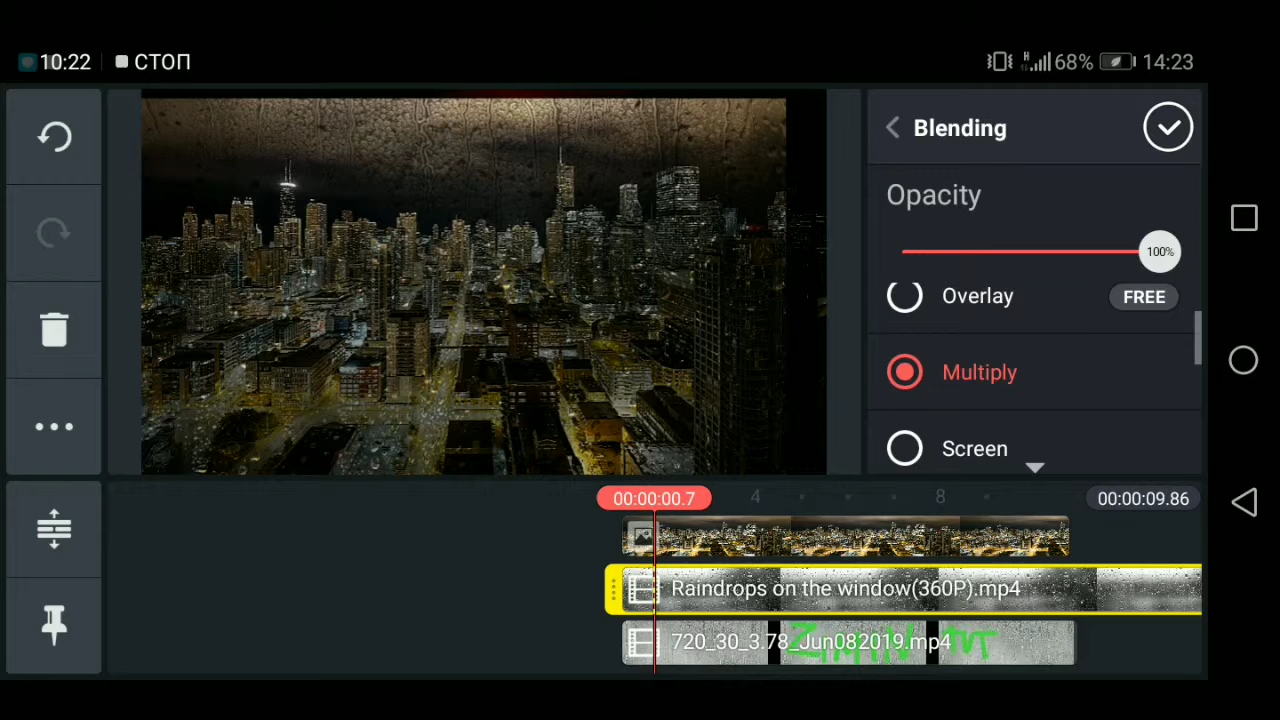 10:22 СТОП 68% 14:23
Blending
Opacity
100%
Overlay FREE
Multiply
Screen
00:00:00.7 4 8 00:00:09.86
Raindrops on the window(360P).mp4
720_30_3.78_Jun082019.mp4